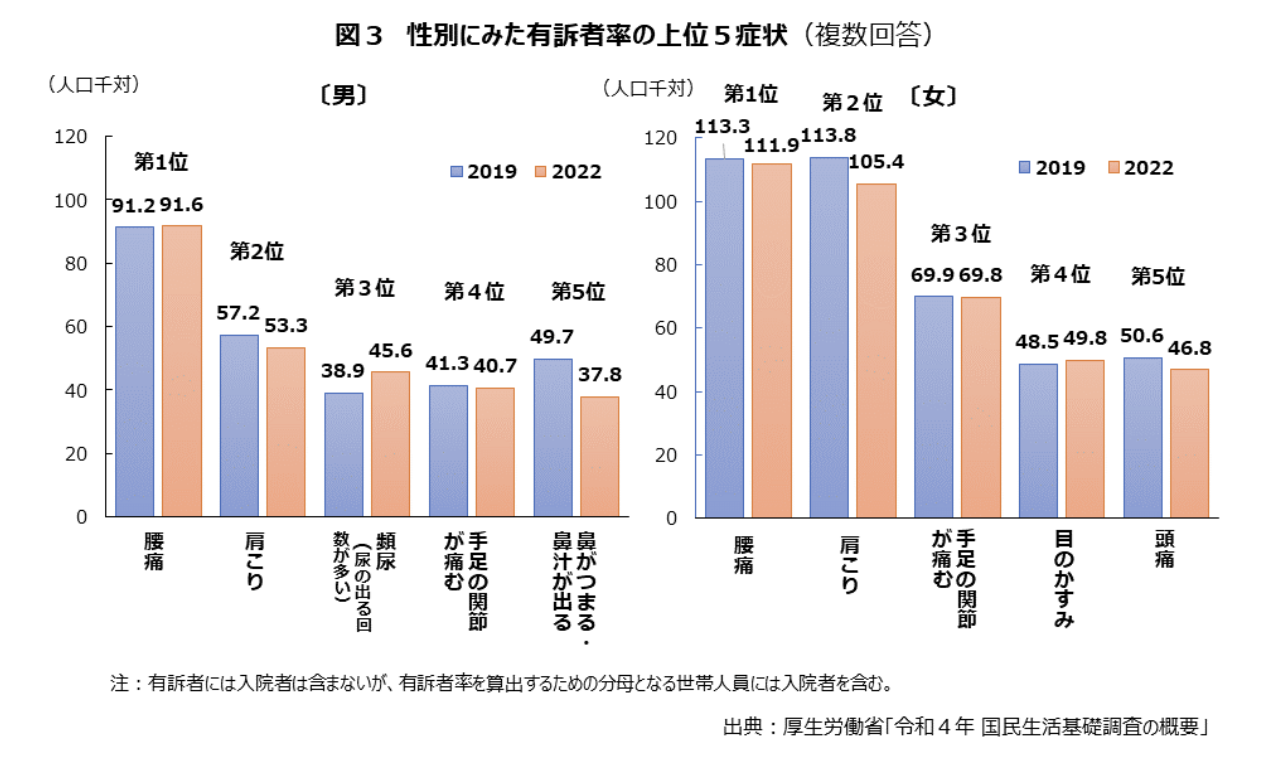 図３　性別にみた有訴者率の上位５症状（複数回答）
（人口千対）
〔男〕
第1位
第2位
第３位
第４位
第5位
2019 2022
120
100
80
60
40
20
0
91.2 91.6
57.2 53.3
38.9 45.6
41.3 40.7
49.7 37.8
腰痛
肩こり
頻尿
（尿の出る回
数が多い）
手足の関節
が痛む
鼻がつまる・
鼻汁が出る
（人口千対）
〔女〕
第1位
第２位
第３位
第４位
第5位
2019 2022
120
100
80
60
40
20
0
113.3 111.9
113.8 105.4
69.9 69.8
48.5 49.8
50.6 46.8
腰痛
肩こり
手足の関節
が痛む
目のかすみ
頭痛
注：有訴者には入院者は含まないが、有訴者率を算出するための分母となる世帯人員には入院者を含む。
出典：厚生労働省「令和４年 国民生活基礎調査の概要」